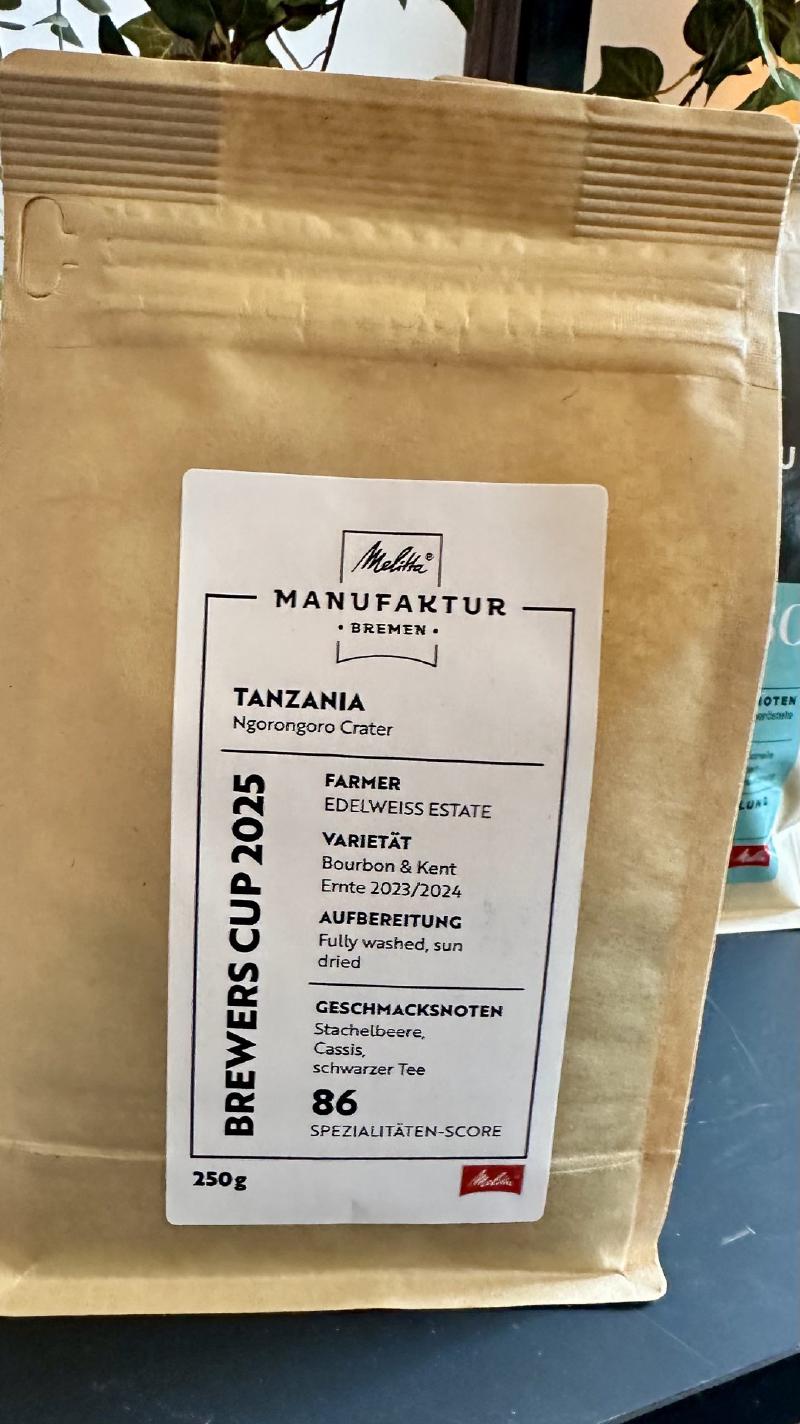 Melitta®
MANUFAKTUR
• BREMEN •
TANZANIA
Ngorongoro Crater
BREWERS CUP 2025
FARMER
EDELWEISS ESTATE
VARIETÄT
Bourbon & Kent
Ernte 2023/2024
AUFBEREITUNG
Fully washed, sun
dried
GESCHMACKSNOTEN
Stachelbeere,
Cassis,
schwarzer Tee
86
SPEZIALITÄTEN-SCORE
250g
Melitta